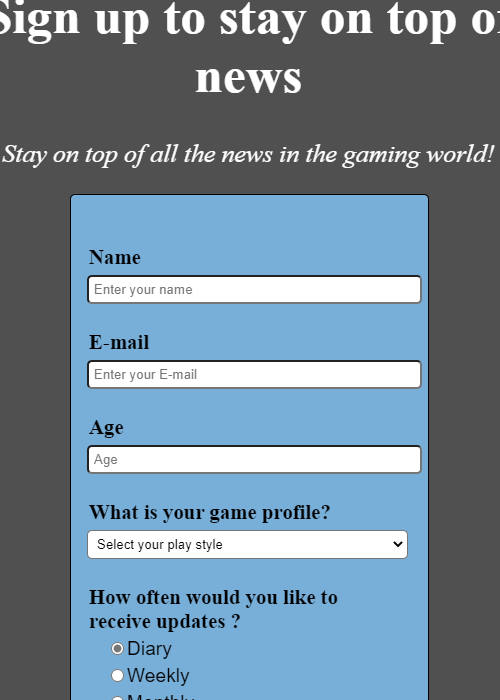 Sign up to stay on top of
news
Stay on top of all the news in the gaming world!
Name
Enter your name
E-mail
Enter your E-mail
Age
Age
What is your game profile?
Select your play style
How often would you like to
receive updates ?
Diary
Weekly
Monthly